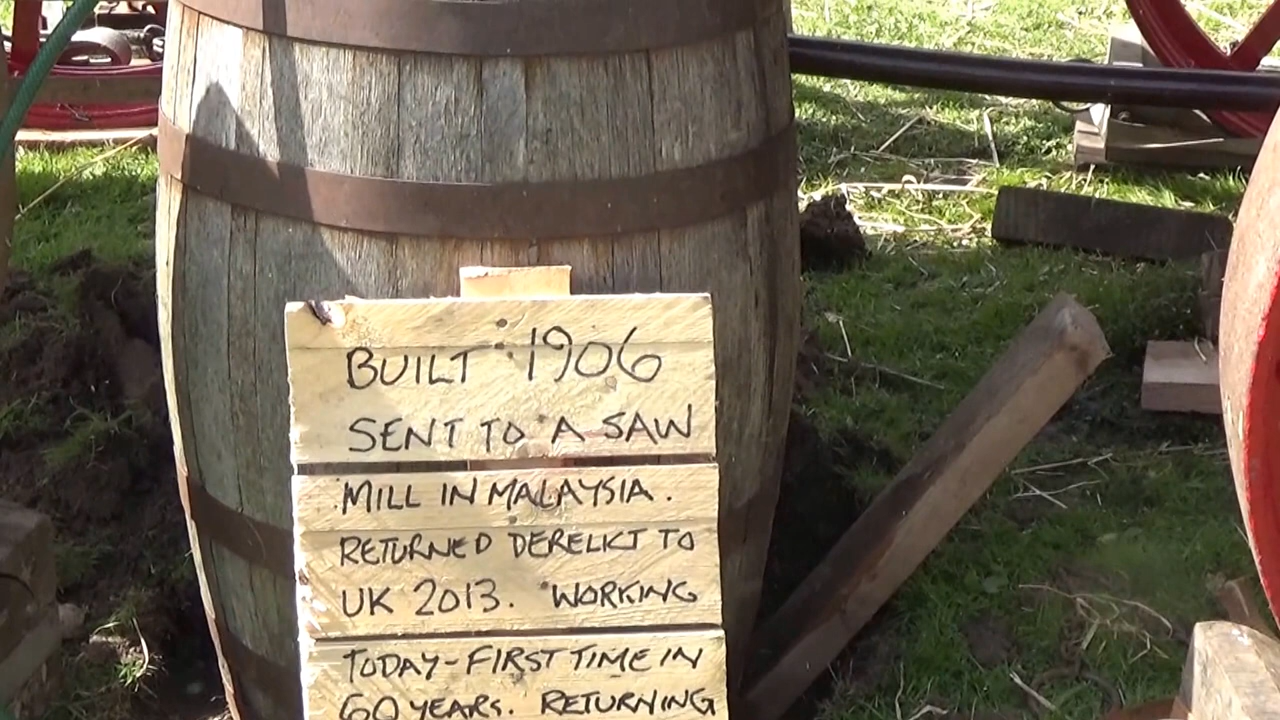 BUILT 1906
SENT TO A SAW
MILL IN MALAYSIA.
RETURNED DERELICT TO
UK 2013. WORKING
TODAY-FIRST TIME IN
60 YEARS. RETURNING